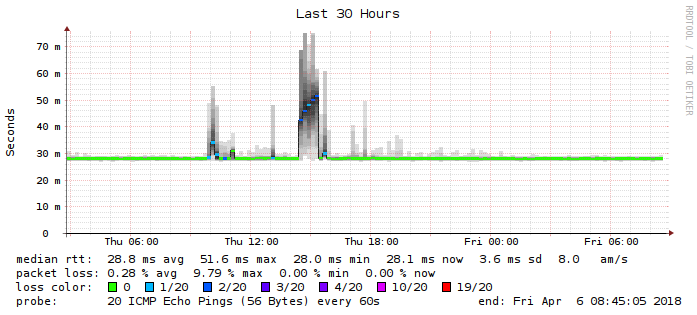 Last 30 Hours
RRDTOOL / TOBI OETIKER
Seconds
70 m
60 m
50 m
40 m
30 m
20 m
10 m
0
Thu 06:00 Thu 12:00 Thu 18:00 Fri 00:00 Fri 06:00
median rtt: 28.8 ms avg 51.6 ms max 28.0 ms min 28.1 ms now 3.6 ms sd 8.0 am/s
packet loss: 0.28 % avg 9.79 % max 0.00 % min 0.00 % now
loss color: 0 1/20 2/20 3/20 4/20 10/20 19/20
probe: 20 ICMP Echo Pings (56 Bytes) every 60s end: Fri Apr 6 08:45:05 2018